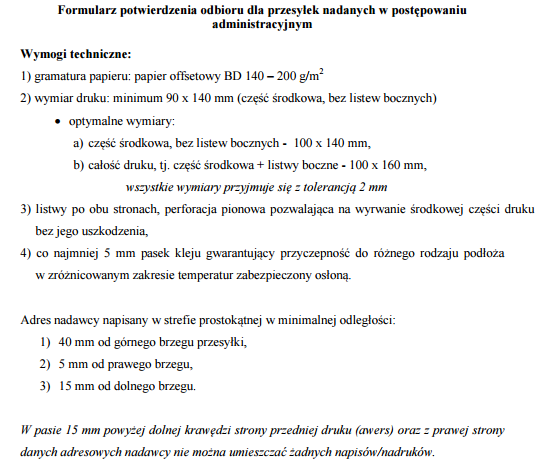 Formularz potwierdzenia odbioru dla przesyłek nadanych w postępowaniu
administracyjnym
Wymogi techniczne:
1) gramatura papieru: papier offsetowy BD 140 – 200 g/m²
2) wymiar druku: minimum 90 x 140 mm (część środkowa, bez listew bocznych)
• optymalne wymiary:
a) część środkowa, bez listew bocznych - 100 x 140 mm,
b) całość druku, tj. część środkowa + listwy boczne - 100 x 160 mm,
wszystkie wymiary przyjmuje się z tolerancją 2 mm
3) listwy po obu stronach, perforacja pionowa pozwalająca na wyrwanie środkowej części druku
bez jego uszkodzenia,
4) co najmniej 5 mm pasek kleju gwarantujący przyczepność do różnego rodzaju podłoża
w zróżnicowanym zakresie temperatur zabezpieczony osłoną.
Adres nadawcy napisany w strefie prostokątnej w minimalnej odległości:
1) 40 mm od górnego brzegu przesyłki,
2) 5 mm od prawego brzegu,
3) 15 mm od dolnego brzegu.
W pasie 15 mm powyżej dolnej krawędzi strony przedniej druku (awers) oraz z prawej strony
danych adresowych nadawcy nie można umieszczać żadnych napisów/nadruków.